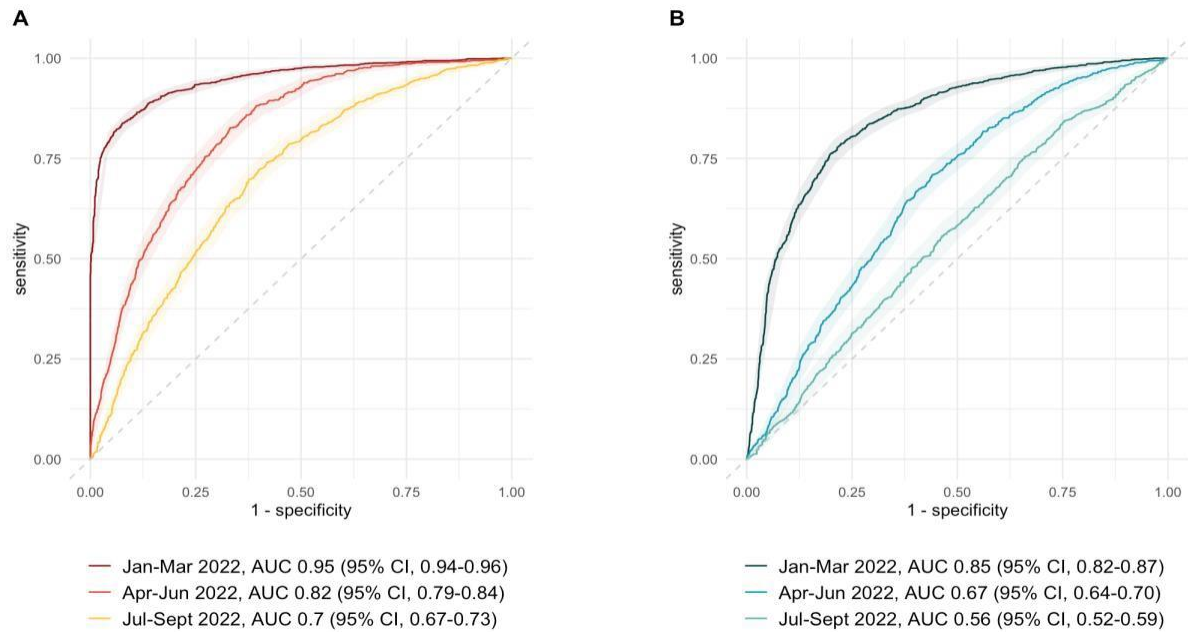 A
1.00
0.75
0.50
0.25
0.00
sensitivity
0.00 0.25 0.50 0.75 1.00
1 - specificity
Jan-Mar 2022, AUC 0.95 (95% CI, 0.94-0.96)
Apr-Jun 2022, AUC 0.82 (95% CI, 0.79-0.84)
Jul-Sept 2022, AUC 0.7 (95% CI, 0.67-0.73)
B
1.00
0.75
0.50
0.25
0.00
sensitivity
0.00 0.25 0.50 0.75 1.00
1 - specificity
Jan-Mar 2022, AUC 0.85 (95% CI, 0.82-0.87)
Apr-Jun 2022, AUC 0.67 (95% CI, 0.64-0.70)
Jul-Sept 2022, AUC 0.56 (95% CI, 0.52-0.59)